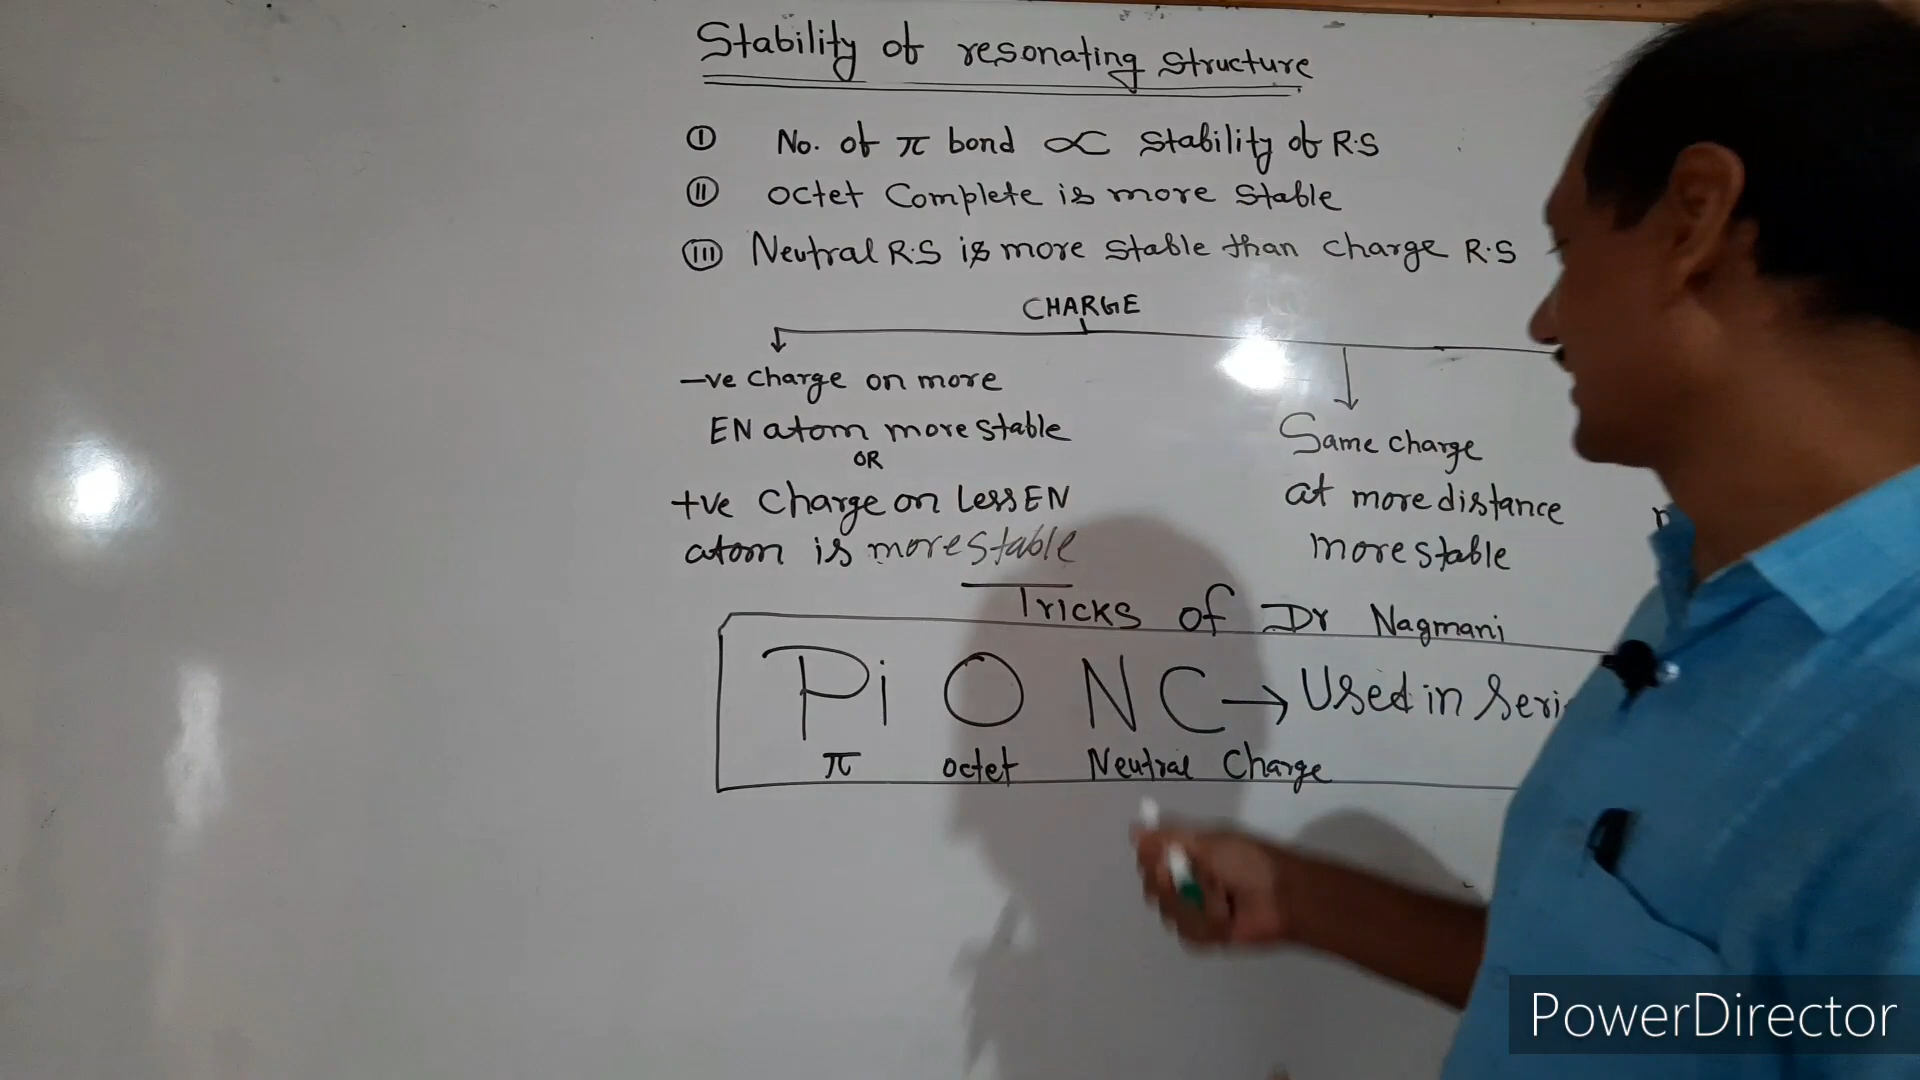 Stability of resonating structure
I No. of π bond ∝ stability of R.S
II octet Complete is more stable
III Neutral R.S is more stable than charge R.S
CHARGE
-ve charge on more
EN atom more stable
OR
+ve charge on less EN
atom is more stable
Same charge
at more distance
more stable
Tricks of Dr Nagmani
Pi O N C → Used in seri
π octet Neutral Charge
PowerDirector